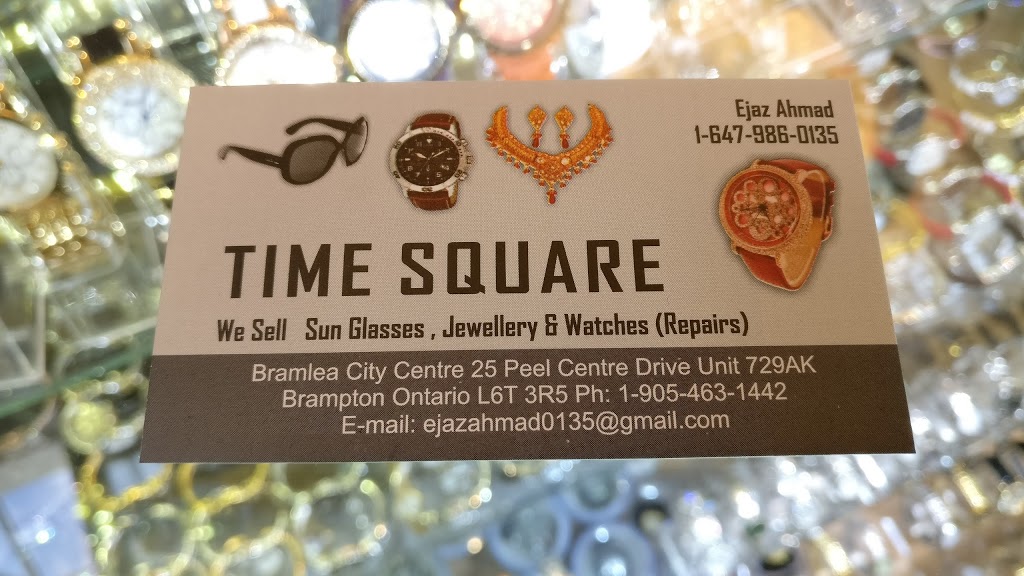 Ejaz Ahmad
1-647-986-0135
TIME SQUARE
We Sell Sun Glasses , Jewellery & Watches (Repairs)
Bramlea City Centre 25 Peel Centre Drive Unit 729AK
Brampton Ontario L6T 3R5 Ph: 1-905-463-1442
E-mail: ejazahmad0135@gmail.com